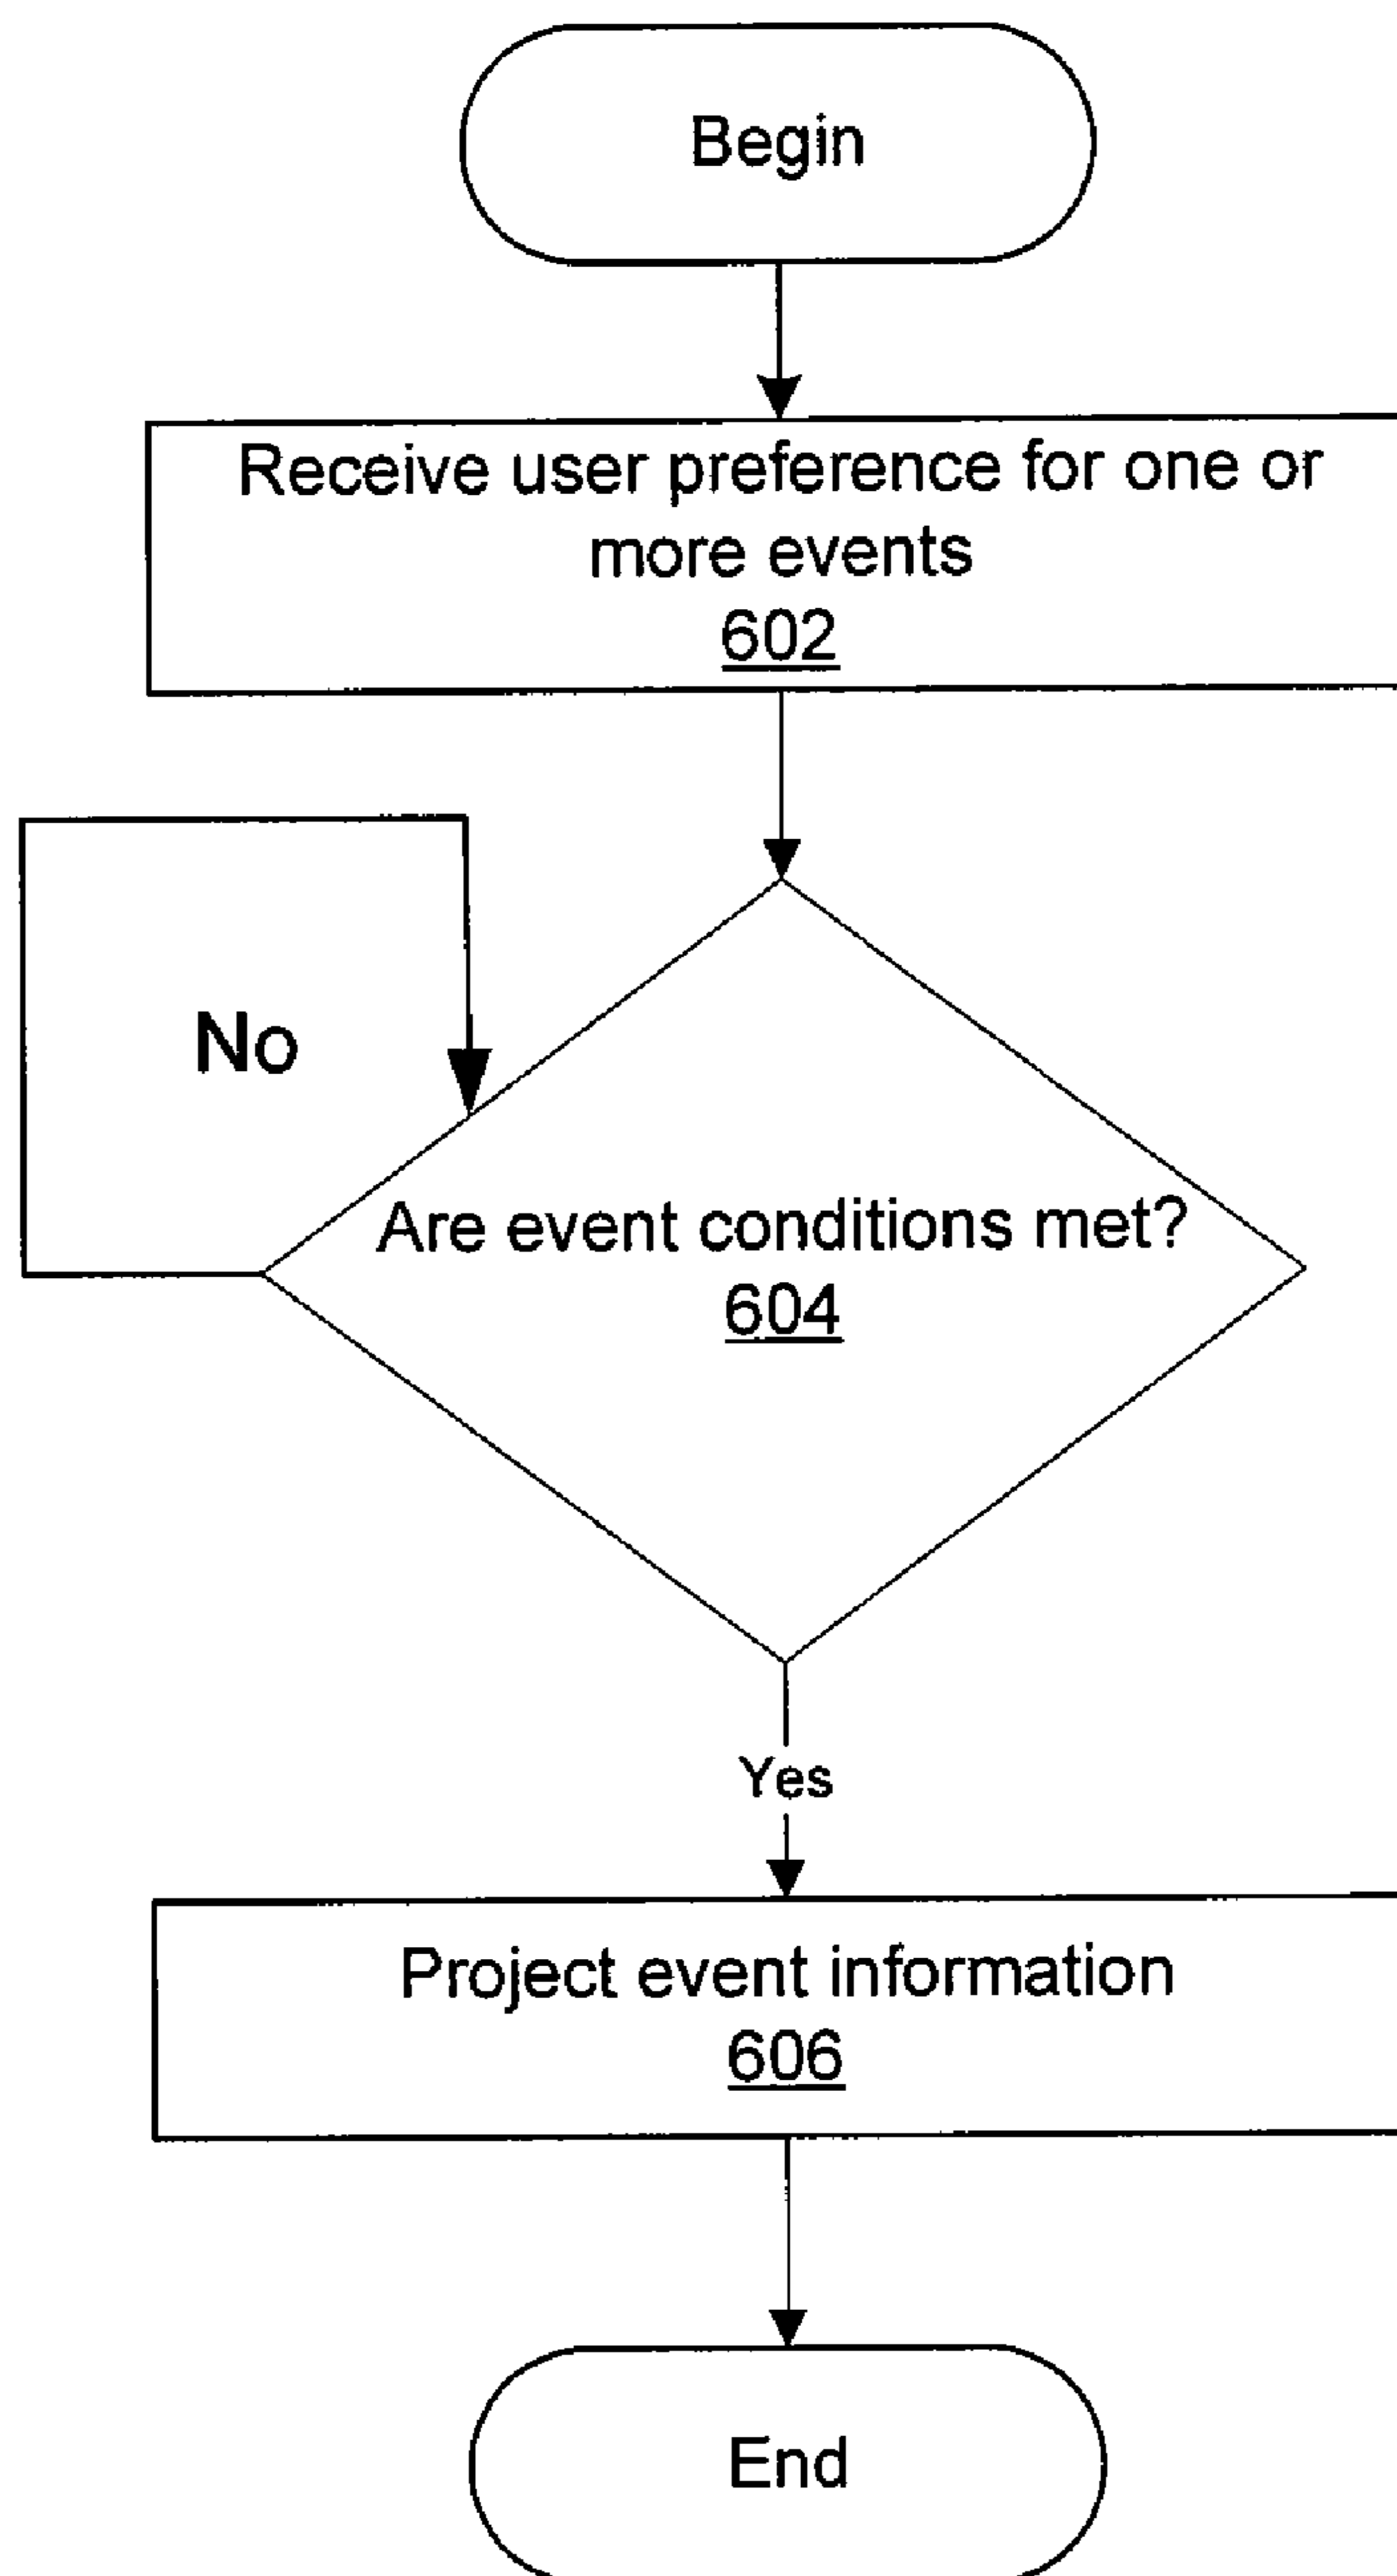 Begin
Receive user preference for one or
more events
602
No
Are event conditions met?
604
Yes
Project event information
606
End